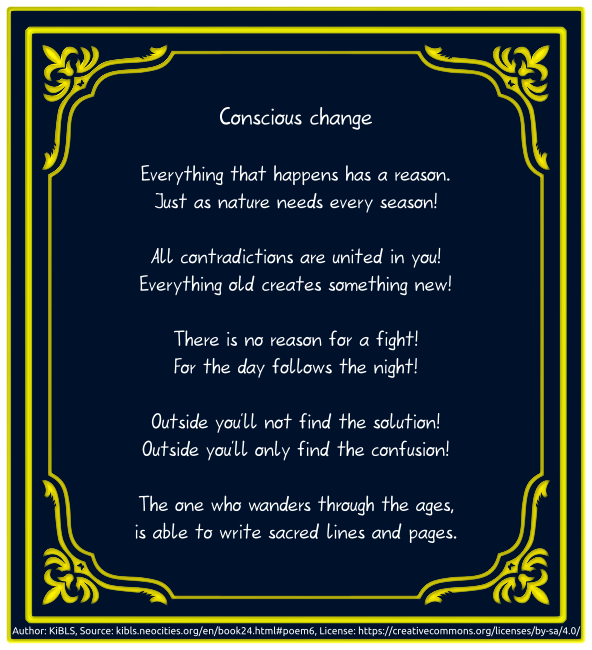 Conscious change
Everything that happens has a reason.
Just as nature needs every season!
All contradictions are united in you!
Everything old creates something new!
There is no reason for a fight!
For the day follows the night!
Outside you'll not find the solution!
Outside you'll only find the confusion!
The one who wanders through the ages,
is able to write sacred lines and pages.
Author: KiBLS, Source: kibls.neocities.org/en/book24.html#poem6, License: https://creativecommons.org/licenses/by-sa/4.0/